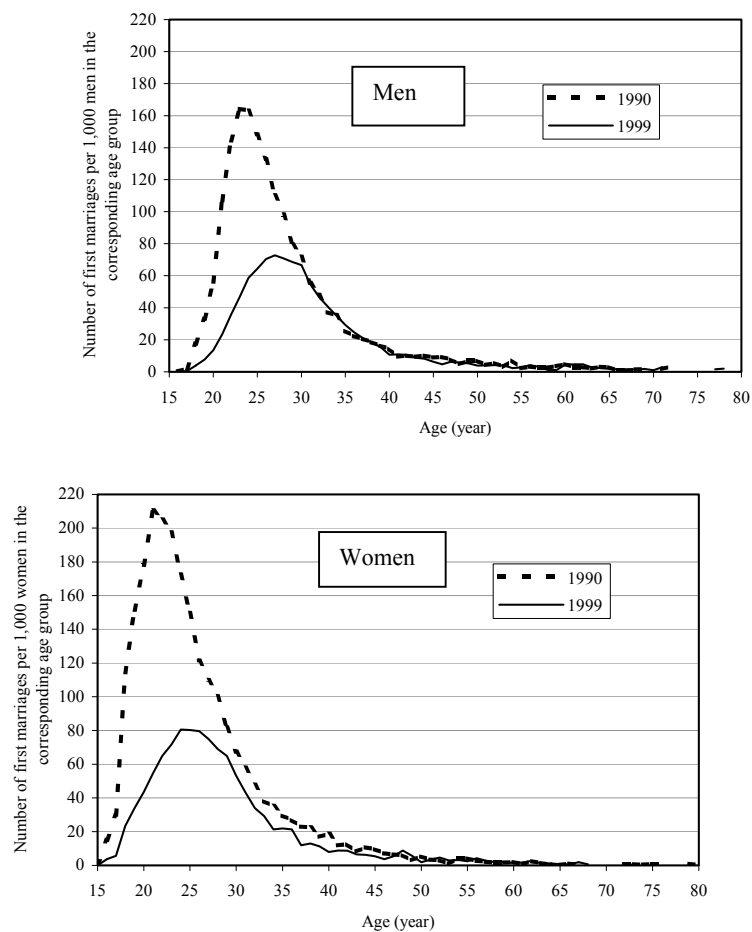 Number of first marriages per 1,000 men in the
corresponding age group
220
200
180
160
140
120
100
80
60
40
20
0
Men
1990
1999
15 20 25 30 35 40 45 50 55 60 65 70 75 80
Age (year)
Number of first marriages per 1,000 women in the
corresponding age group
220
200
180
160
140
120
100
80
60
40
20
0
Women
1990
1999
15 20 25 30 35 40 45 50 55 60 65 70 75 80
Age (year)